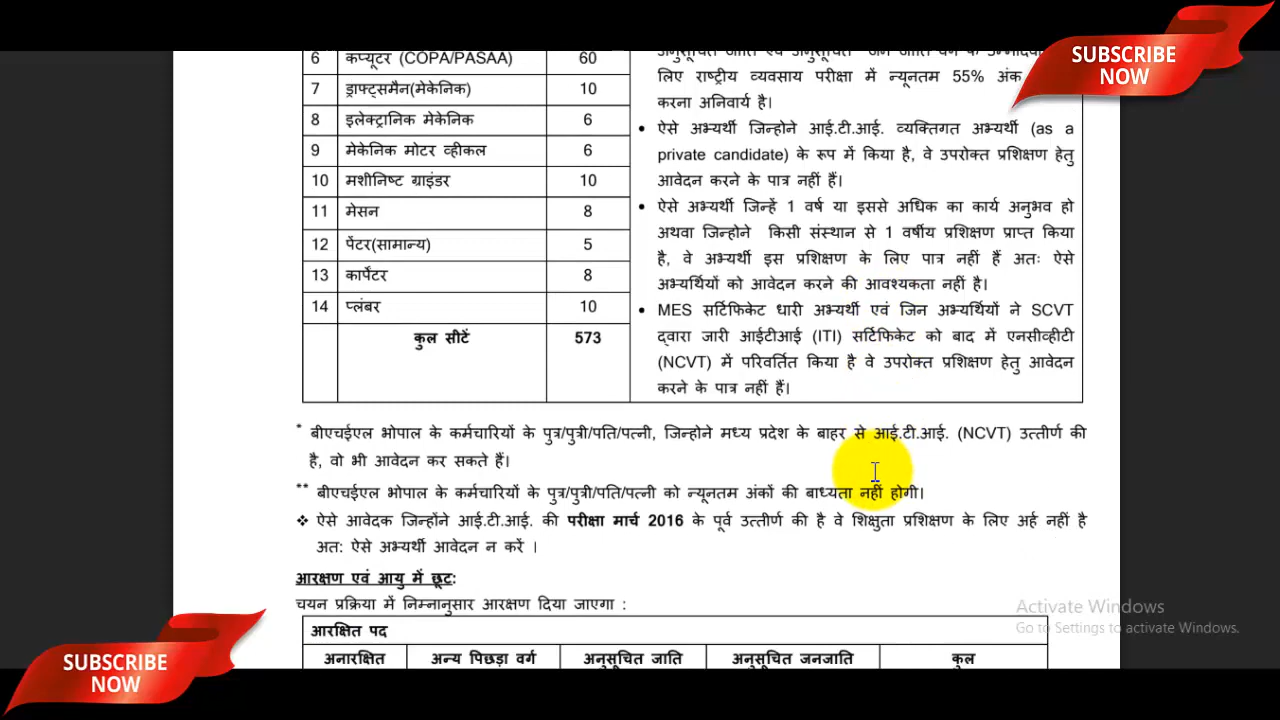 SUBSCRIBE
NOW
6 कप्यूटर (COPA/PASAA) 60
7 ड्राफ्ट्समैन(मेकेनिक) 10
8 इलेक्ट्रानिक मेकेनिक 6
9 मेकेनिक मोटर व्हीकल 6
10 मशीनिष्ट ग्राइंडर 10
11 मेसन 8
12 पेंटर(सामान्य) 5
13 कार्पेटर 8
14 प्लंबर 10
कुल सीटें 573
अनुसूचित जाति एवं अनुसूचित जन जाति वर्ग के
लिए राष्ट्रीय व्यवसाय परीक्षा में न्यूनतम 55% अंक
करना अनिवार्य है।
• ऐसे अभ्यर्थी जिन्होने आई.टी.आई. व्यक्तिगत अभ्यर्थी (as a
private candidate) के रूप में किया है, वे उपरोक्त प्रशिक्षण हेतु
आवेदन करने के पात्र नहीं हैं।
• ऐसे अभ्यर्थी जिन्हें 1 वर्ष या इससे अधिक का कार्य अनुभव हो
अथवा जिन्होने किसी संस्थान से 1 वर्षीय प्रशिक्षण प्राप्त किया
है, वे अभ्यर्थी इस प्रशिक्षण के लिए पात्र नहीं हैं अतः ऐसे
अभ्यर्थियों को आवेदन करने की आवश्यकता नहीं है।
• MES सर्टिफिकेट धारी अभ्यर्थी एवं जिन अभ्यर्थियों ने SCVT
द्वारा जारी आईटीआई (ITI) सर्टिफिकेट को बाद में एनसीव्हीटी
(NCVT) में परिवर्तित किया है वे उपरोक्त प्रशिक्षण हेतु आवेदन
करने के पात्र नहीं हैं।
* बीएचईएल भोपाल के कर्मचारियों के पुत्र/पुत्री/पति/पत्नी, जिन्होने मध्य प्रदेश के बाहर से आई.टी.आई. (NCVT) उत्तीर्ण की
है, वो भी आवेदन कर सकते हैं।
** बीएचईएल भोपाल के कर्मचारियों के पुत्र/पुत्री/पति/पत्नी को न्यूनतम अंकों की बाध्यता नहीं होगी।
❖ ऐसे आवेदक जिन्होंने आई.टी.आई. की परीक्षा मार्च 2016 के पूर्व उत्तीर्ण की है वे शिक्षुता प्रशिक्षण के लिए अर्ह नहीं है
अत: ऐसे अभ्यर्थी आवेदन न करें ।
आरक्षण एवं आयु में छूट:
चयन प्रक्रिया में निम्नानुसार आरक्षण दिया जाएगा :
आरक्षित पद
अनारक्षित अन्य पिछड़ा वर्ग अनुसूचित जाति अनुसूचित जनजाति कुल
Activate Windows
Go to Settings to activate Windows.
SUBSCRIBE
NOW